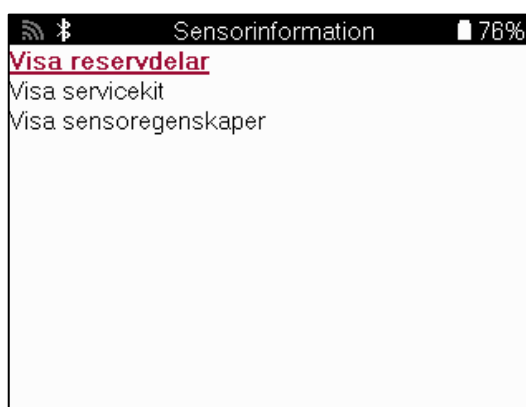 Sensorinformation 76%
Visa reservdelar
Visa servicekit
Visa sensoregenskaper